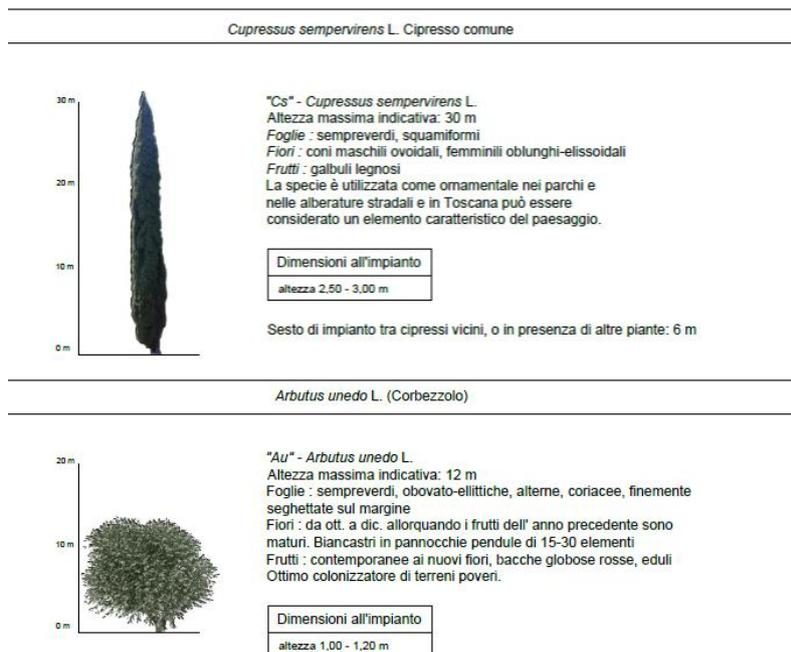 Cupressus sempervirens L. Cipresso comune
30 m
20 m
10 m
0 m
"Cs" - Cupressus sempervirens L.
Altezza massima indicativa: 30 m
Foglie : sempreverdi, squamiformi
Fiori : coni maschili ovoidali, femminili oblunghi-elissoidali
Frutti : galbuli legnosi
La specie è utilizzata come ornamentale nei parchi e
nelle alberature stradali e in Toscana può essere
considerato un elemento caratteristico del paesaggio.
Dimensioni all'impianto
altezza 2,50 - 3,00 m
Sesto di impianto tra cipressi vicini, o in presenza di altre piante: 6 m
Arbutus unedo L. (Corbezzolo)
20 m
10 m
0 m
"Au" - Arbutus unedo L.
Altezza massima indicativa: 12 m
Foglie : sempreverdi, obovato-ellittiche, alterne, coriacee, finemente
seghettate sul margine
Fiori : da ott. a dic. allorquando i frutti dell' anno precedente sono
maturi. Biancastri in pannocchie pendule di 15-30 elementi
Frutti : contemporanee ai nuovi fiori, bacche globose rosse, eduli
Ottimo colonizzatore di terreni poveri.
Dimensioni all'impianto
altezza 1,00 - 1,20 m